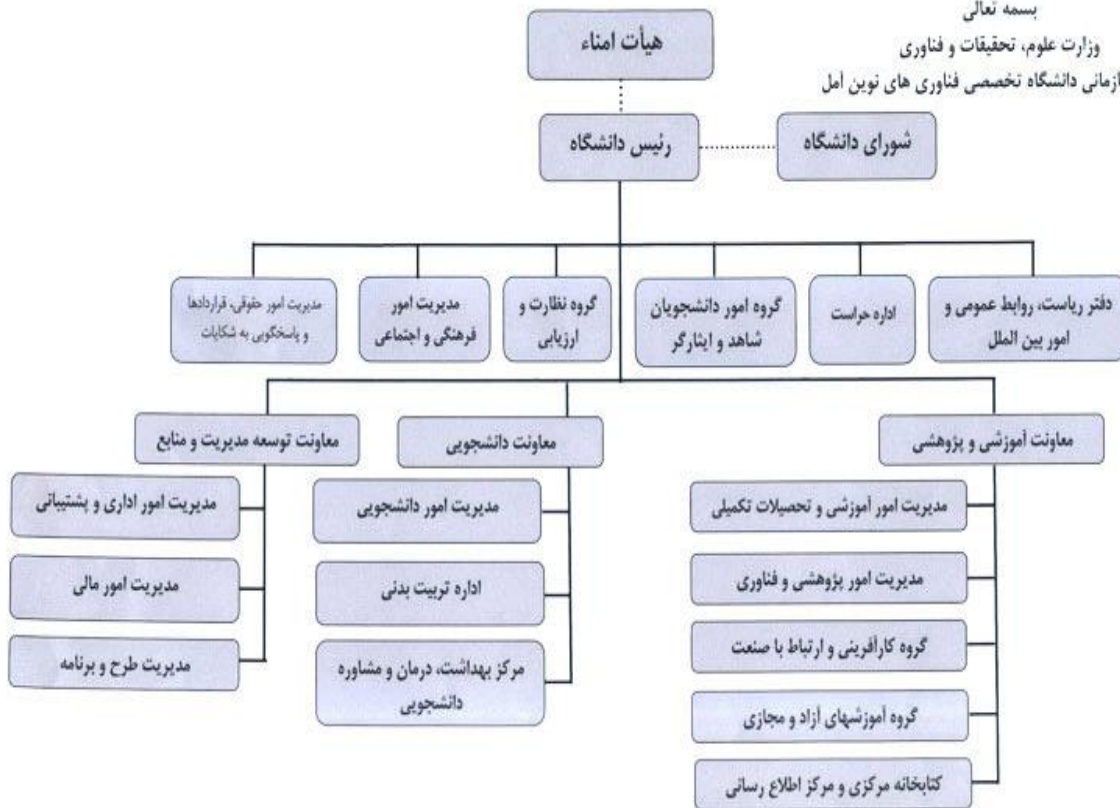 بسمه تعالی
وزارت علوم، تحقیقات و فناوری
دانشگاه تخصصی فناوری های نوین آمل
هیأت امناء
رئیس دانشگاه
شورای دانشگاه
دفتر ریاست، روابط عمومی و
امور بین الملل
اداره حراست
گروه امور دانشجویان
شاهد و ایثارگر
گروه نظارت و
ارزیابی
مدیریت امور
فرهنگی و اجتماعی
مدیریت امور حقوقی، قراردادها
و پاسخگویی به شکایات
معاونت آموزشی و پژوهشی
مدیریت امور آموزشی و تحصیلات تکمیلی
مدیریت امور پژوهشی و فناوری
گروه کارآفرینی و ارتباط با صنعت
گروه آموزشهای آزاد و مجازی
کتابخانه مرکزی و مرکز اطلاع رسانی
معاونت دانشجویی
مدیریت امور دانشجویی
اداره تربیت بدنی
مرکز بهداشت، درمان و مشاوره
دانشجویی
معاونت توسعه مدیریت و منابع
مدیریت امور اداری و پشتیبانی
مدیریت امور مالی
مدیریت طرح و برنامه